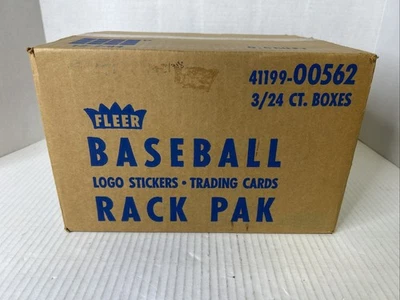 41199-00562
3/24 CT. BOXES
FLEER
BASEBALL
LOGO STICKERS • TRADING CARDS
RACK PAK